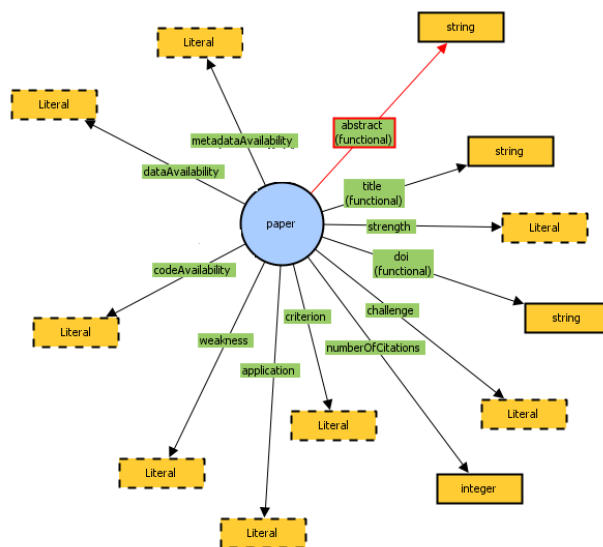 string
Literal
Literal
abstract
(functional)
metadataAvailability
string
dataAvailability
title
(functional)
paper
strength
Literal
doi
(functional)
codeAvailability
challenge
criterion
string
Literal
weakness
numberOfCitations
application
Literal
Literal
Literal
integer
Literal